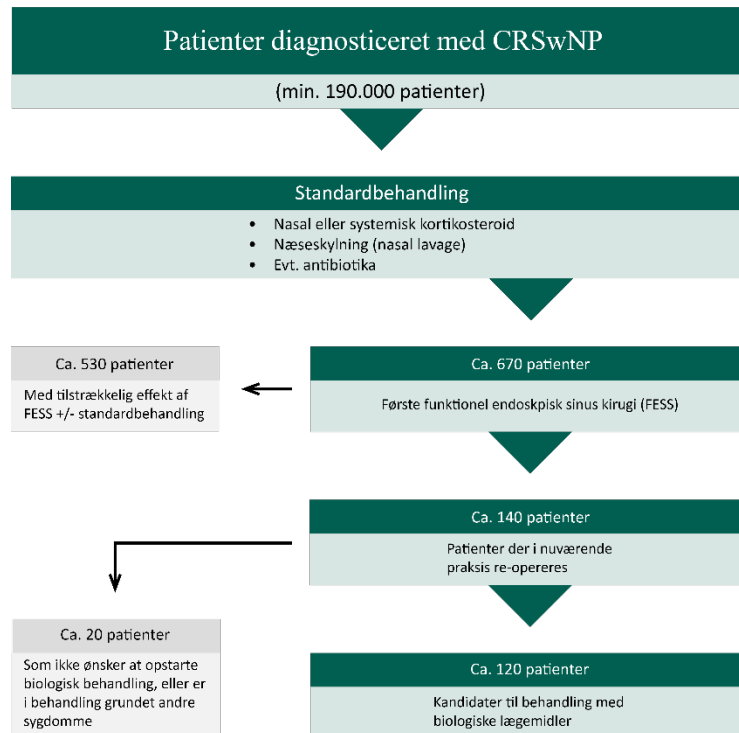 Patienter diagnosticeret med CRSwNP
(min. 190.000 patienter)
Standardbehandling
• Nasal eller systemisk kortikosteroid
• Næseskylning (nasal lavage)
• Evt. antibiotika
Ca. 530 patienter
Med tilstrækkelig effekt af
FESS +/- standardbehandling
Ca. 670 patienter
Første funktionel endoskpisk sinus kirugi (FESS)
Ca. 140 patienter
Patienter der i nuværende
praksis re-opereres
Ca. 20 patienter
Som ikke ønsker at opstarte
biologisk behandling, eller er
i behandling grundet andre
sygdomme
Ca. 120 patienter
Kandidater til behandling med
biologiske lægemidler